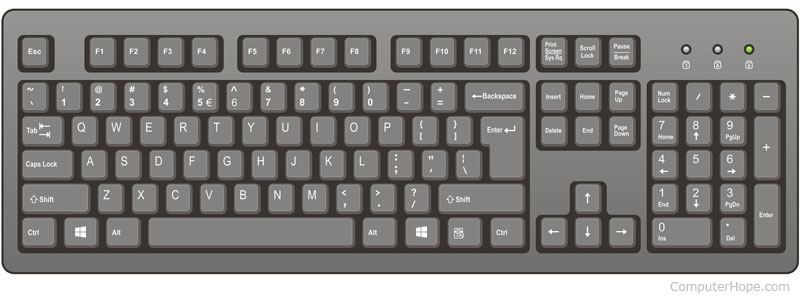 Esc F1 F2 F3 F4 F5 F6 F7 F8 F9 F10 F11 F12 Print Screen Sys Rq Scroll Lock Pause Break 1 A
~ ` ! 1 @ 2 # 3 $ 4 % 5 € ^ 6 & 7 * 8 ( 9 ) 0 _ - + = ←Backspace Insert Home Page Up Num Lock / * −
Tab Q W E R T Y U I O P { [ } ] Enter Delete End Page Down 7 Home 8 ↑ 9 PgUp +
Caps Lock A S D F G H J K L : ; " ' | \ 4 ← 5 6 →
⇧Shift Z X C V B N M < , > . ? / ⇧Shift ↑ 1 End 2 ↓ 3 PgDn Enter
Ctrl Alt Alt Ctrl ← ↓ → 0 Ins . Del
ComputerHope.com